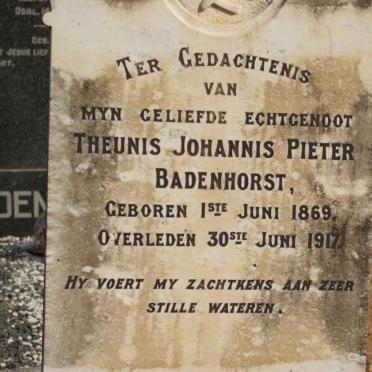 Ter Gedachtenis
van
myn geliefde echtgenoot
Theunis Johannis Pieter
Badenhorst,
Geboren 1ste Juni 1869.
Overleden 30ste Juni 1917.
Hy voert my zachtkens aan zeer
stille wateren.
DEN